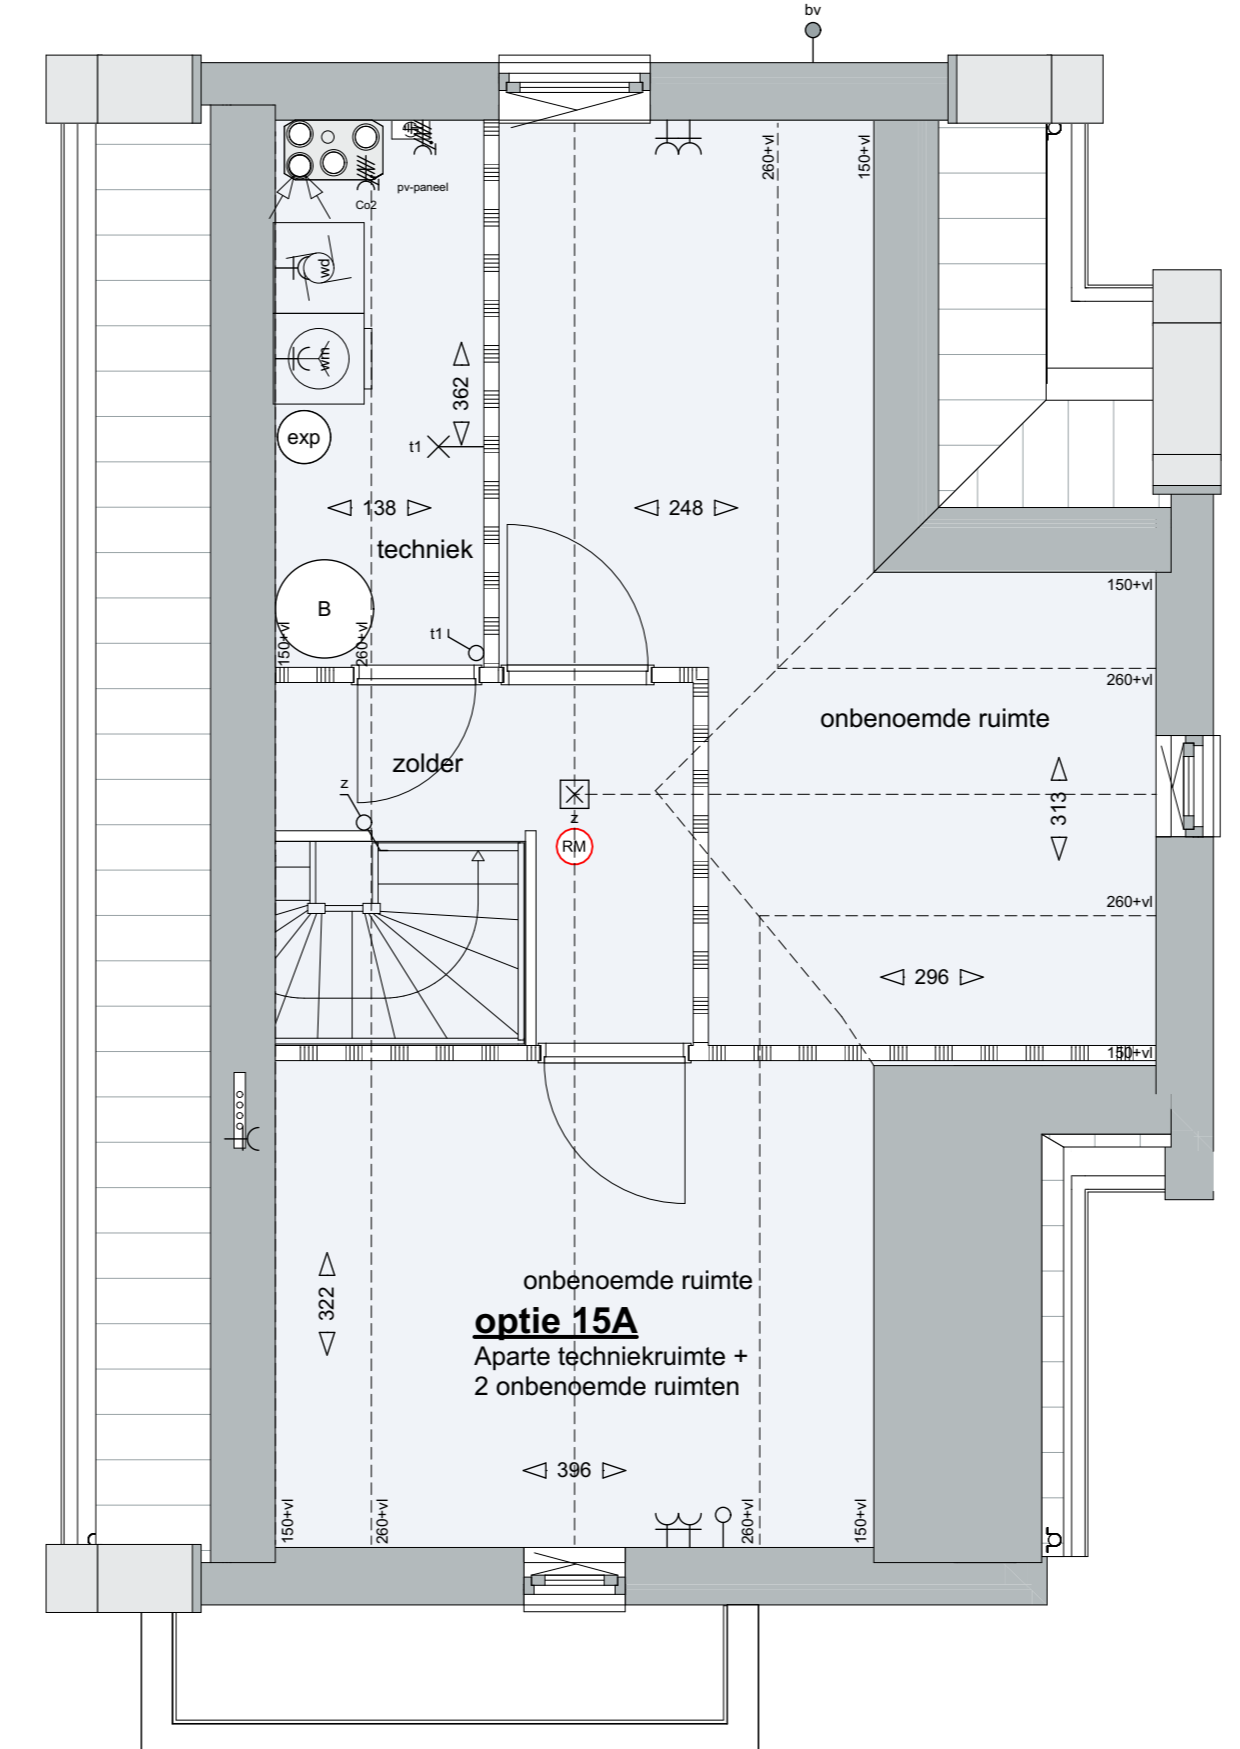 bv
260+vl
150+vl
pv-paneel
Co2
wd
wm
362
exp
t1
138
248
techniek
150+vl
B
150+vl
260+vl
t1
260+vl
onbenoemde ruimte
zolder
z
313
z
RM
260+vl
296
150+vl
322
onbenoemde ruimte
optie 15A
Aparte techniekruimte +
2 onbenoemde ruimten
396
150+vl
260+vl
260+vl
150+vl